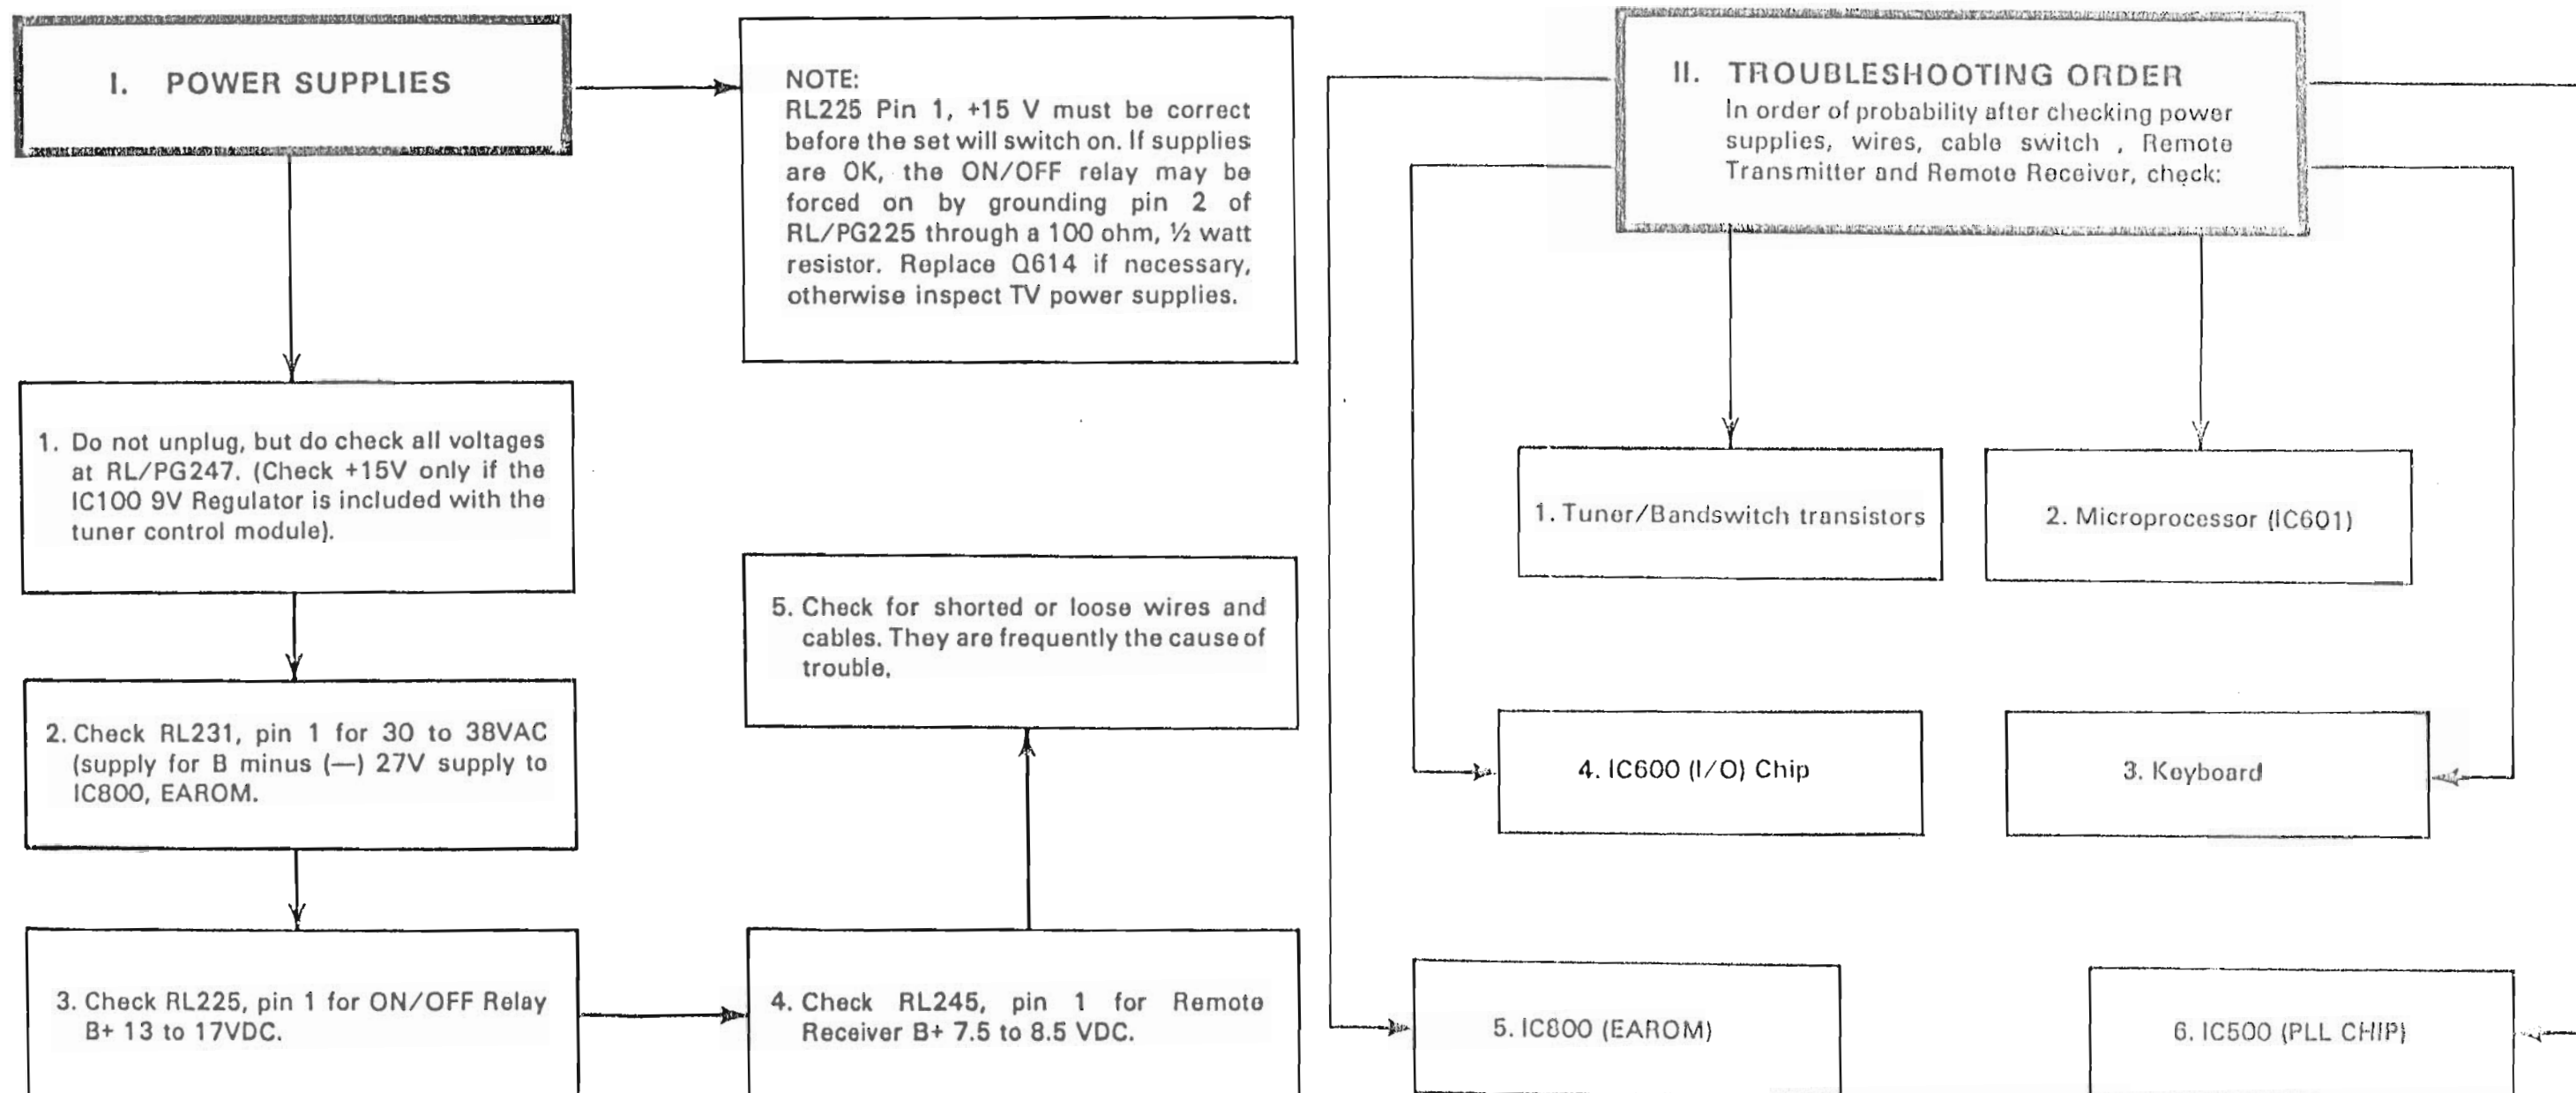 I. POWER SUPPLIES
NOTE:
RL225 Pin 1, +15 V must be correct
before the set will switch on. If supplies
are OK, the ON/OFF relay may be
forced on by grounding pin 2 of
RL/PG225 through a 100 ohm, ½ watt
resistor. Replace Q614 if necessary,
otherwise inspect TV power supplies.
1. Do not unplug, but do check all voltages
at RL/PG247. (Check +15V only if the
IC100 9V Regulator is included with the
tuner control module).
2. Check RL231, pin 1 for 30 to 38VAC
(supply for B minus (—) 27V supply to
IC800, EAROM.
3. Check RL225, pin 1 for ON/OFF Relay
B+ 13 to 17VDC.
4. Check RL245, pin 1 for Remote
Receiver B+ 7.5 to 8.5 VDC.
5. Check for shorted or loose wires and
cables. They are frequently the cause of
trouble.
II. TROUBLESHOOTING ORDER
In order of probability after checking power
supplies, wires, cable switch , Remote
Transmitter and Remote Receiver, check:
1. Tuner/Bandswitch transistors
2. Microprocessor (IC601)
3. Keyboard
4. IC600 (I/O) Chip
5. IC800 (EAROM)
6. IC500 (PLL CHIP)